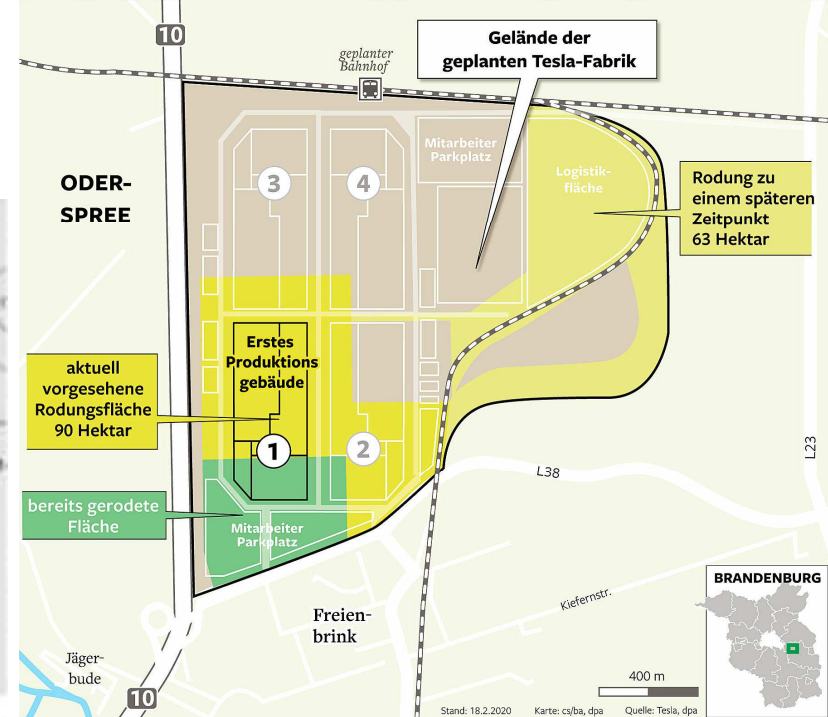 10
geplanter
Bahnhof
Gelände der
geplanten Tesla-Fabrik
ODER-
SPREE
3
4
Mitarbeiter
Parkplatz
Logistik-
fläche
Rodung zu
einem späteren
Zeitpunkt
63 Hektar
Erstes
Produktions
gebäude
aktuell
vorgesehene
Rodungsfläche
90 Hektar
1
2
L23
L38
bereits gerodete
Fläche
Mitarbeiter
Parkplatz
BRANDENBURG
Kiefernstr.
Freien-
brink
Jäger-
bude
10
400 m
Stand: 18.2.2020 Karte: cs/ba, dpa Quelle: Tesla, dpa